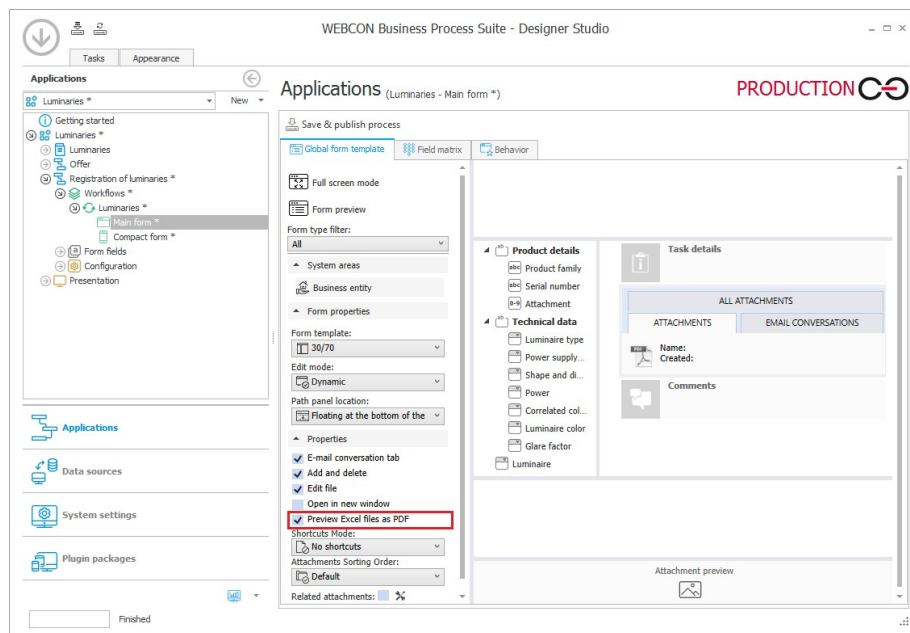 WEBCON Business Process Suite - Designer Studio
Tasks
Appearance
Applications
Luminaries *
New
Getting started
Luminaries *
Luminaries
Offer
Registration of luminaries *
Workflows *
Luminaries *
Main form *
Compact form *
Form fields
Configuration
Presentation
Applications
Data sources
System settings
Plugin packages
Finished
Applications (Luminaries - Main form *)
PRODUCTION
Save & publish process
Global form template
Field matrix
Behavior
Full screen mode
Form preview
Form type filter:
All
System areas
Business entity
Form properties
Form template:
30/70
Edit mode:
Dynamic
Path panel location:
Floating at the bottom of the
Properties
E-mail conversation tab
Add and delete
Edit file
Open in new window
Preview Excel files as PDF
Shortcuts Mode:
No shortcuts
Attachments Sorting Order:
Default
Related attachments:
Product details
Product family
Serial number
Attachment
Technical data
Luminaire type
Power supply...
Shape and di...
Power
Correlated col...
Luminaire color
Glare factor
Luminaire
Task details
ALL ATTACHMENTS
ATTACHMENTS
EMAIL CONVERSATIONS
Name:
Created:
Comments
Attachment preview